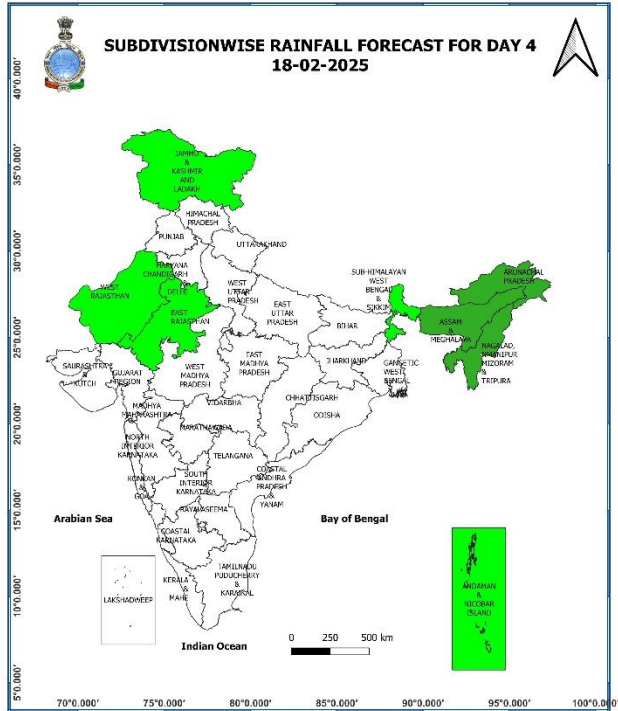 SUBDIVISIONWISE RAINFALL FORECAST FOR DAY 4
18-02-2025
40°0.000'
35°0.000'
30°0.000'
25°0.000'
20°0.000'
15°0.000'
10°0.000'
5°0.000'
JAMMU
&
KASHMIR
AND
LADAKH
HIMACHAL
PRADESH
PUNJAB
UTTARAKHAND
HARYANA
CHANDIGARH &
DELHI
WEST
RAJASTHAN
EAST
RAJASTHAN
WEST
UTTAR
PRADESH
EAST
UTTAR
PRADESH
SUB-HIMALAYAN
WEST
BENGAL
&
SIKKIM
ARUNACHAL
PRADESH
ASSAM
&
MEGHALAYA
NAGALAD,
MANIPUR
MIZORAM
&
TRIPURA
BIHAR
JHARKHAND
GANGETIC
WEST
BENGAL
SAURASHTRA
&
KUTCH
GUJARAT
REGION
WEST
MADHYA
PRADESH
EAST
MADHYA
PRADESH
CHHATTISGARH
ODISHA
VIDARBHA
MADHYA
MAHARASHTRA
MARATHAWADA
NORTH
INTERIOR
KARNATAKA
TELANGANA
KONKAN
&
GOA
SOUTH
INTERIOR
KARNATAKA
COASTAL
ANDHRA
PRADESH
&
YANAM
RAYALASEEMA
COASTAL
KARNATAKA
TAMILNADU
PUDUCHERRY
&
KARAIKAL
KERALA
&
MAHE
LAKSHADWEEP
ANDAMAN
&
NICOBAR
ISLAND
Arabian Sea
Bay of Bengal
Indian Ocean
0 250 500 km
70°0.000' 75°0.000' 80°0.000' 85°0.000' 90°0.000' 95°0.000' 100°0.000'